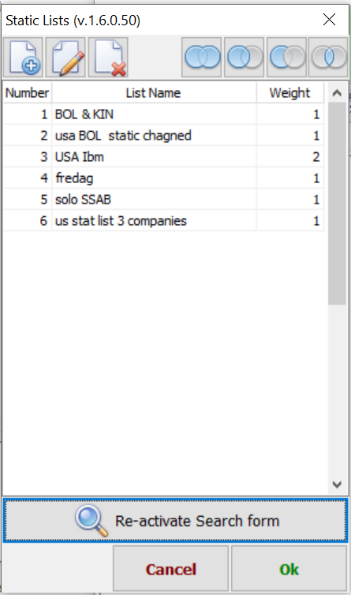 Static Lists (v.1.6.0.50)
Number List Name Weight
1 BOL & KIN 1
2 usa BOL  static chagned 1
3 USA Ibm 2
4 fredag 1
5 solo SSAB 1
6 us stat list 3 companies 1
Re-activate Search form
Cancel Ok